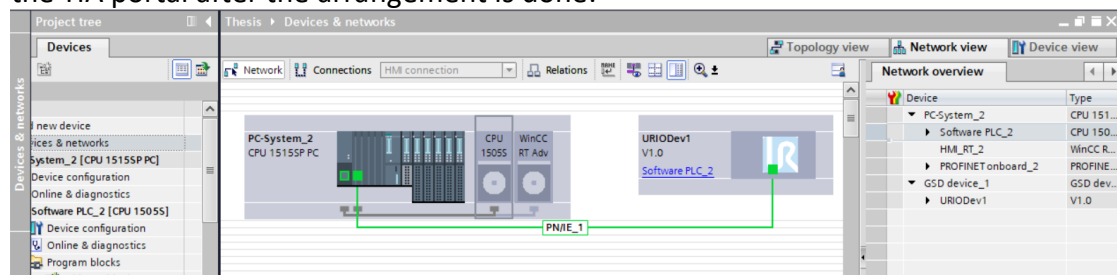 the TIA portal after the arrangement is done.
Project tree
Thesis ▸ Devices & networks
Devices
Topology view
Network view
Device view
Network
Connections
HMI connection
Relations
Network overview
Devices & networks
d new device
ices & networks
System_2 [CPU 1515SP PC]
Device configuration
Online & diagnostics
Software PLC_2 [CPU 1505S]
Device configuration
Online & diagnostics
Program blocks
PC-System_2
CPU 1515SP PC
CPU
1505S
WinCC
RT Adv
URIODev1
V1.0
Software PLC_2
PN/IE_1
Device
Type
PC-System_2
CPU 151...
Software PLC_2
CPU 150...
HMI_RT_2
WinCC R...
PROFINET onboard_2
PROFINE...
GSD device_1
GSD dev...
URIODev1
V1.0